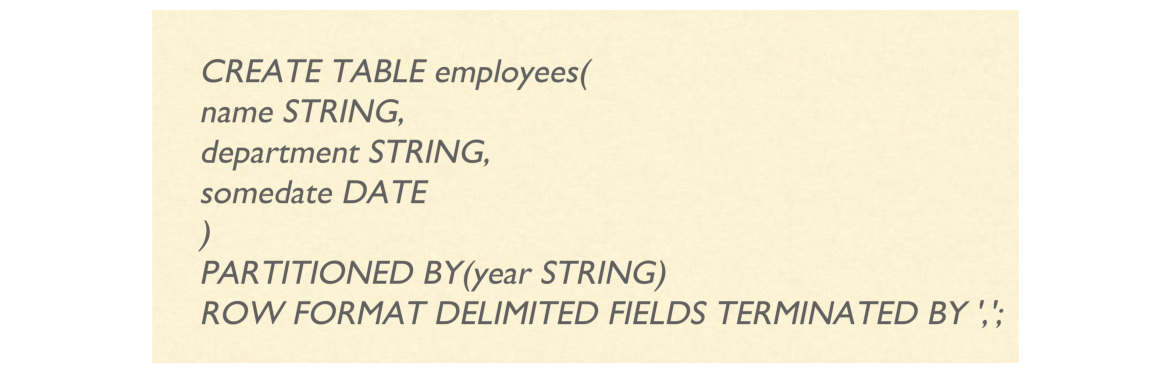 CREATE TABLE employees(
name STRING,
department STRING,
somedate DATE
)
PARTITIONED BY(year STRING)
ROW FORMAT DELIMITED FIELDS TERMINATED BY ',';